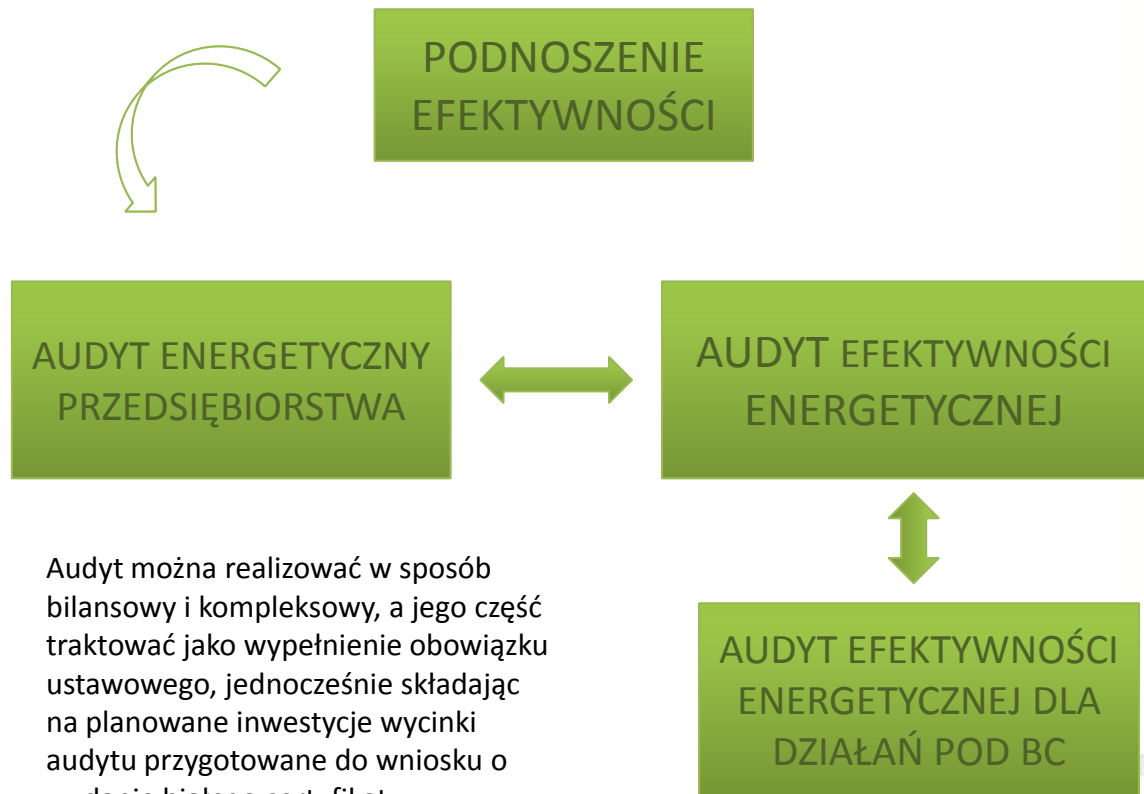 PODNOSZENIE
EFEKTYWNOŚCI
AUDYT ENERGETYCZNY
PRZEDSIĘBIORSTWA
AUDYT EFEKTYWNOŚCI
ENERGETYCZNEJ
Audyt można realizować w sposób
bilansowy i kompleksowy, a jego część
traktować jako wypełnienie obowiązku
ustawowego, jednocześnie składając
na planowane inwestycje wycinki
audytu przygotowane do wniosku o
AUDYT EFEKTYWNOŚCI
ENERGETYCZNEJ DLA
DZIAŁAŃ POD BC